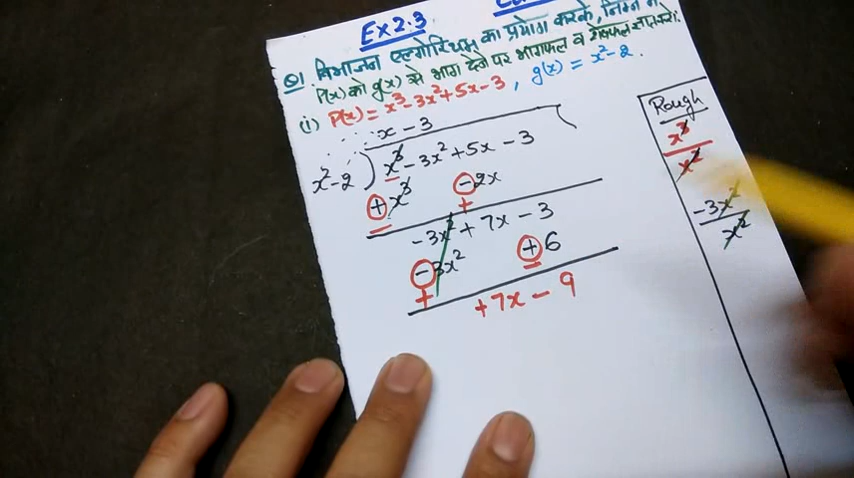 Ex 2.3
Q1 विभाजन एल्गोरिथ्म का प्रयोग करके, निम्न में
P(x) को g(x) से भाग देने पर भागफल व शेषफल ज्ञात करो.
(i) P(x) = x³-3x²+5x-3, g(x) = x²-2.
x - 3
x²-2 ) x³-3x²+5x-3
+x³ -2x
- +
-3x²+7x-3
-3x² +6
+ -
+7x-9
Rough
x³
x²
-3x²
x²